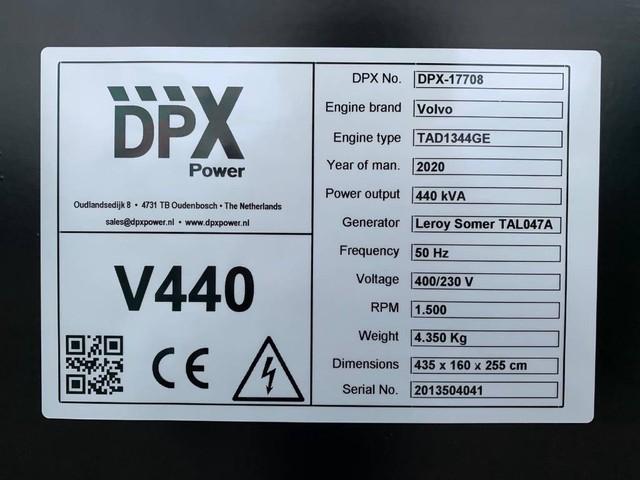 DPX
Power
Oudlandsedijk 8 • 4731 TB Oudenbosch • The Netherlands
sales@dpxpower.nl • www.dpxpower.nl
V440
CE
DPX No. DPX-17708
Engine brand Volvo
Engine type TAD1344GE
Year of man. 2020
Power output 440 kVA
Generator Leroy Somer TAL047A
Frequency 50 Hz
Voltage 400/230 V
RPM 1.500
Weight 4.350 Kg
Dimensions 435 x 160 x 255 cm
Serial No. 2013504041